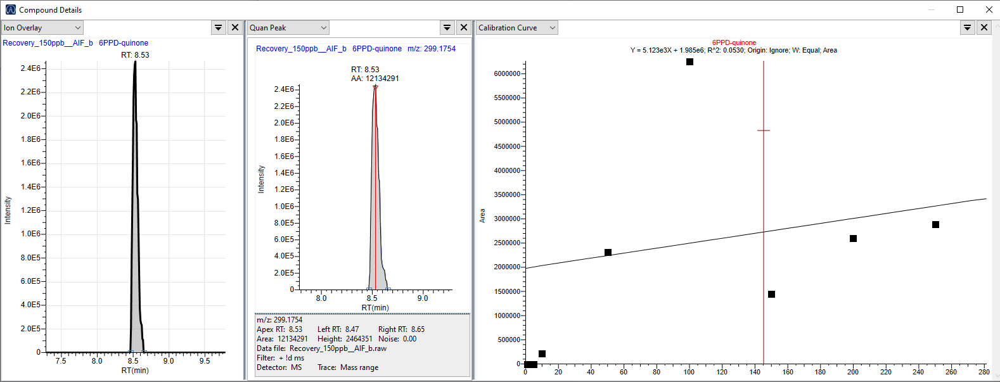 Compound Details
Ion Overlay
Quan Peak
Calibration Curve
Recovery_150ppb__AIF_b 6PPD-quinone
RT: 8.53
2.4E6
2.2E6
2.0E6
1.8E6
1.6E6
1.4E6
1.2E6
1.0E6
8.0E5
6.0E5
4.0E5
2.0E5
0
Intensity
7.5 8.0 8.5 9.0 9.5
RT(min)
Recovery_150ppb__AIF_b 6PPD-quinone m/z: 299.1754
RT: 8.53
AA: 12134291
2.4E6
2.2E6
2.0E6
1.8E6
1.6E6
1.4E6
1.2E6
1.0E6
8.0E5
6.0E5
4.0E5
2.0E5
0
Intensity
8.0 8.5 9.0
RT(min)
m/z: 299.1754
Apex RT: 8.53 Left RT: 8.47 Right RT: 8.65
Area: 12134291 Height: 2464351 Noise: 0.00
Data file: Recovery_150ppb__AIF_b.raw
Filter: + !d ms
Detector: MS Trace: Mass range
6PPD-quinone
Y = 5.123e3X + 1.985e6; R^2: 0.0530; Origin: Ignore; W: Equal; Area
6000000
5500000
5000000
4500000
4000000
3500000
3000000
2500000
2000000
1500000
1000000
500000
0
Area
0 20 40 60 80 100 120 140 160 180 200 220 240 260 280